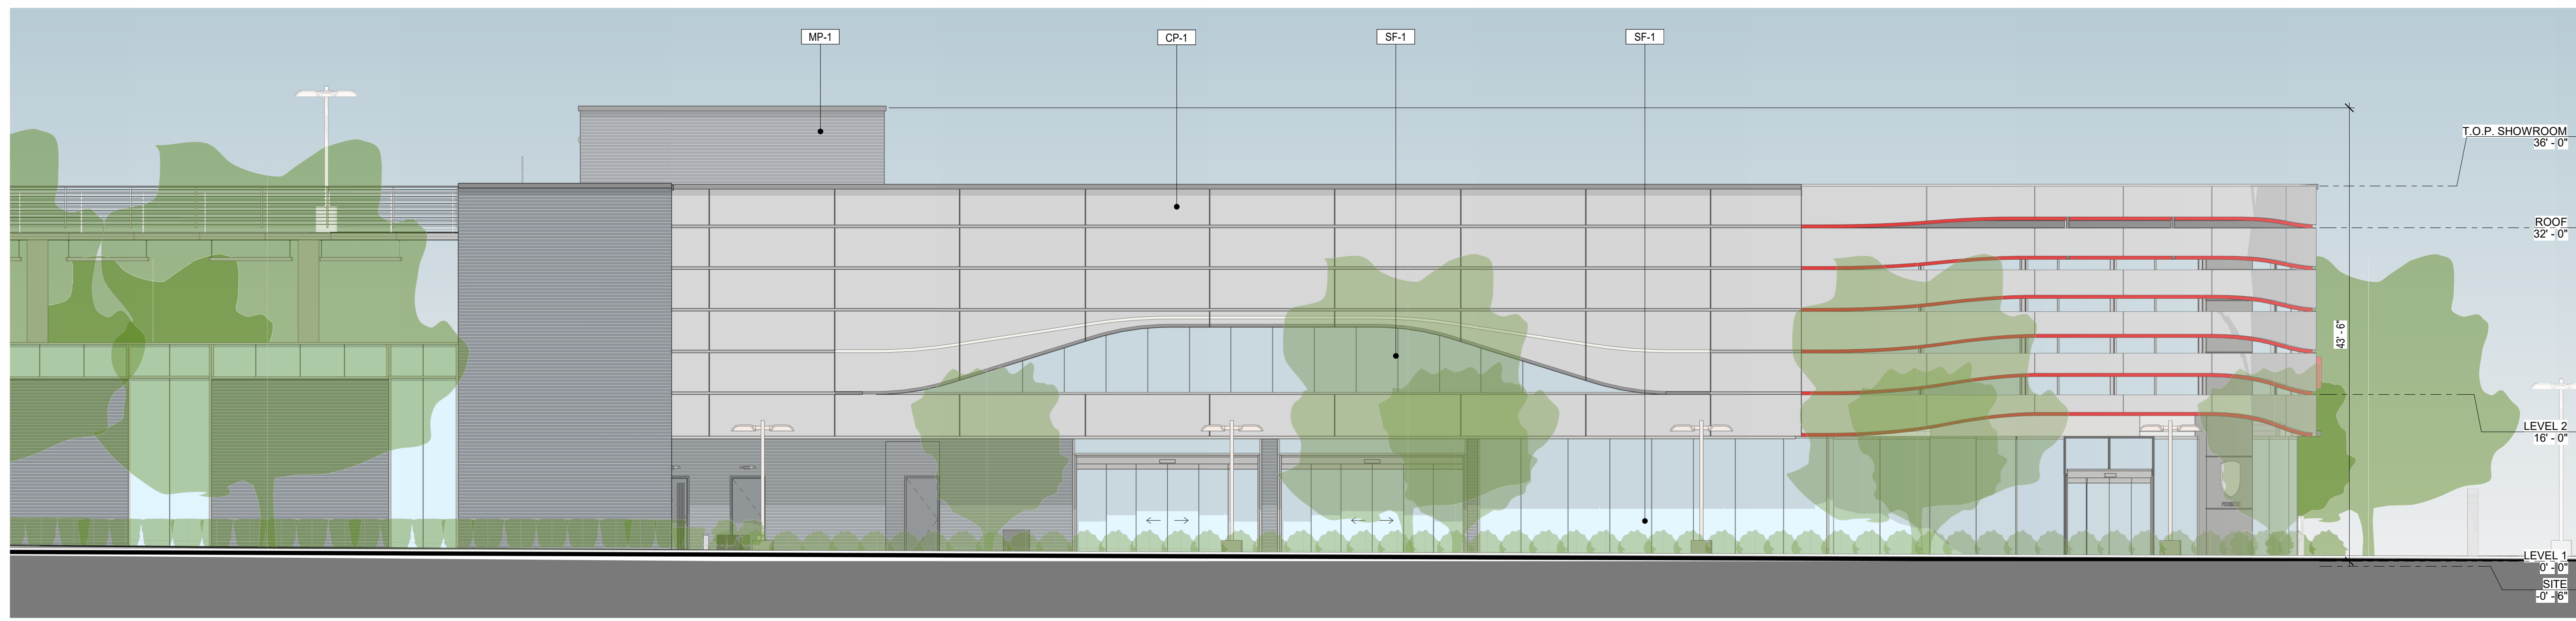 MP-1
CP-1
SF-1
SF-1
T.O.P. SHOWROOM
36' - 0"
ROOF
32' - 0"
43' - 6"
LEVEL 2
16' - 0"
LEVEL 1
0' - 0"
SITE
-0' - 6"